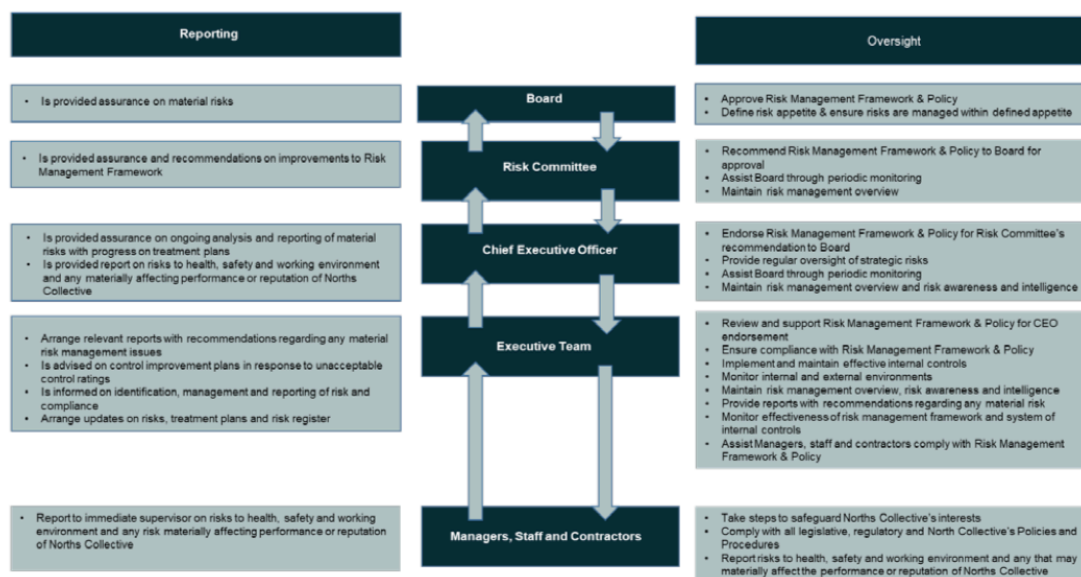 Reporting
Oversight
• Is provided assurance on material risks
Board
• Approve Risk Management Framework & Policy
• Define risk appetite & ensure risks are managed within defined appetite
• Is provided assurance and recommendations on improvements to Risk
Management Framework
Risk Committee
• Recommend Risk Management Framework & Policy to Board for
approval
• Assist Board through periodic monitoring
• Maintain risk management overview
• Is provided assurance on ongoing analysis and reporting of material
risks with progress on treatment plans
• Is provided report on risks to health, safety and working environment
and any materially affecting performance or reputation of Norths
Collective
Chief Executive Officer
• Endorse Risk Management Framework & Policy for Risk Committee's
recommendation to Board
• Provide regular oversight of strategic risks
• Assist Board through periodic monitoring
• Maintain risk management overview and risk awareness and intelligence
• Arrange relevant reports with recommendations regarding any material
risk management issues
• Is advised on control improvement plans in response to unacceptable
control ratings
• Is informed on identification, management and reporting of risk and
compliance
• Arrange updates on risks, treatment plans and risk register
Executive Team
• Review and support Risk Management Framework & Policy for CEO
endorsement
• Ensure compliance with Risk Management Framework & Policy
• Implement and maintain effective internal controls
• Monitor internal and external environments
• Maintain risk management overview, risk awareness and intelligence
• Provide reports with recommendations regarding any material risk
• Monitor effectiveness of risk management framework and system of
internal controls
• Assist Managers, staff and contractors comply with Risk Management
Framework & Policy
• Report to immediate supervisor on risks to health, safety and working
environment and any risk materially affecting performance or reputation
of Norths Collective
Managers, Staff and Contractors
• Take steps to safeguard Norths Collective's interests
• Comply with all legislative, regulatory and North Collective's Policies and
Procedures
• Report risks to health, safety and working environment and any that may
materially affect the performance or reputation of Norths Collective